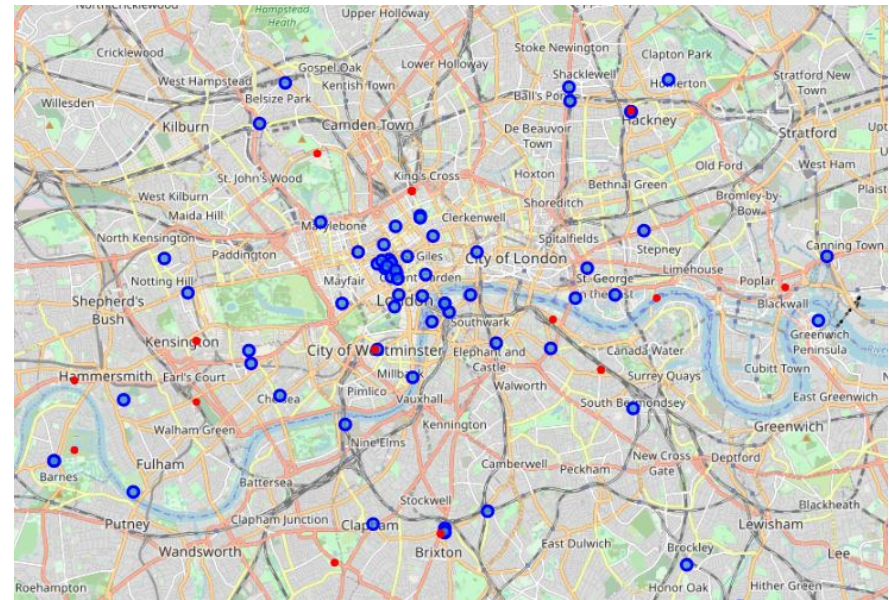 Hampstead Heath
Upper Holloway
Cricklewood
Stoke Newington
Clapton Park
Gospel Oak
Lower Holloway
West Hampstead
Kentish Town
Shacklewell
Stratford New Town
Willesden
Belsize Park
Homerton
Kilburn
Camden Town
De Beauvoir Town
Hackney
Stratford
Old Ford
West Ham
St. John's Wood
King's Cross
Hoxton
Bethnal Green
West Kilburn
Shoreditch
Bromley-by-Bow
Maida Hill
Clerkenwell
North Kensington
Marylebone
Spitalfields
Stepney
Canning Town
Paddington
City of London
Limehouse
Notting Hill
Mayfair
St. George in the East
Poplar
Shepherd's Bush
London
Blackwall
Southwark
Greenwich Peninsula
Kensington
City of Westminster
Elephant and Castle
Canada Water
Hammersmith
Earl's Court
Millbank
Surrey Quays
Cubitt Town
Pimlico
Walworth
East Greenwich
Chelsea
Vauxhall
South Bermondsey
Walham Green
Kennington
Greenwich
Nine Elms
Fulham
Camberwell
New Cross Gate
Deptford
Barnes
Battersea
Peckham
Stockwell
Blackheath
Putney
Clapham Junction
Clapham
Lewisham
Wandsworth
Brixton
East Dulwich
Brockley
Lee
Roehampton
Honor Oak
Hither Green